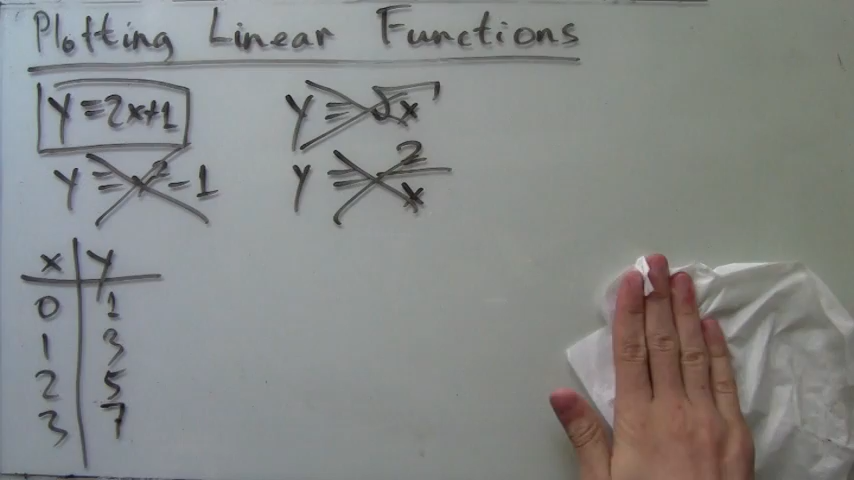 Plotting Linear Functions
y = 2x+1 y = √x
y = x² - 1 y = 2/x
x y
0 1
1 3
2 5
3 7